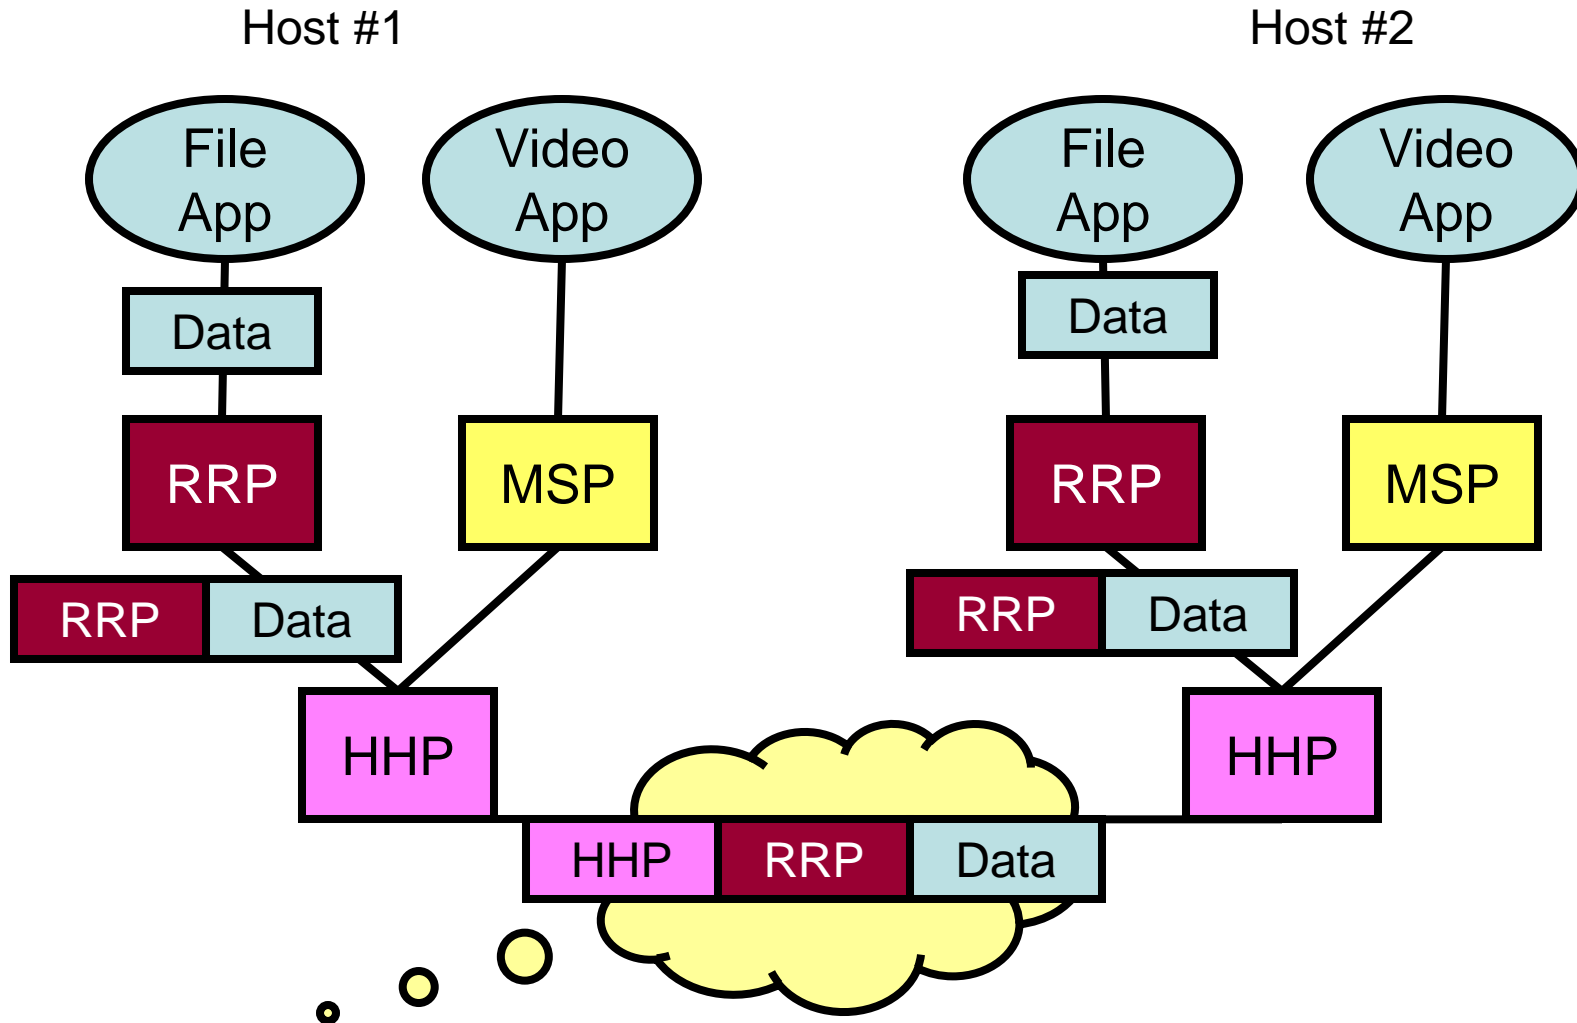 Host #1
Host #2
File
App
Video
App
File
App
Video
App
Data
Data
RRP
MSP
RRP
MSP
RRP
Data
RRP
Data
HHP
HHP
HHP
RRP
Data